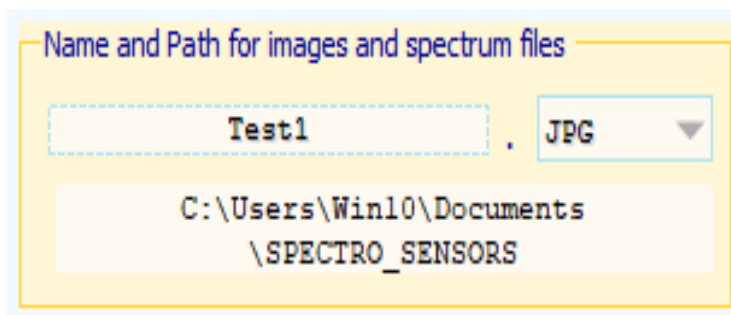 Name and Path for images and spectrum files
Test1 . JPG
C:\Users\Win10\Documents
\SPECTRO_SENSORS